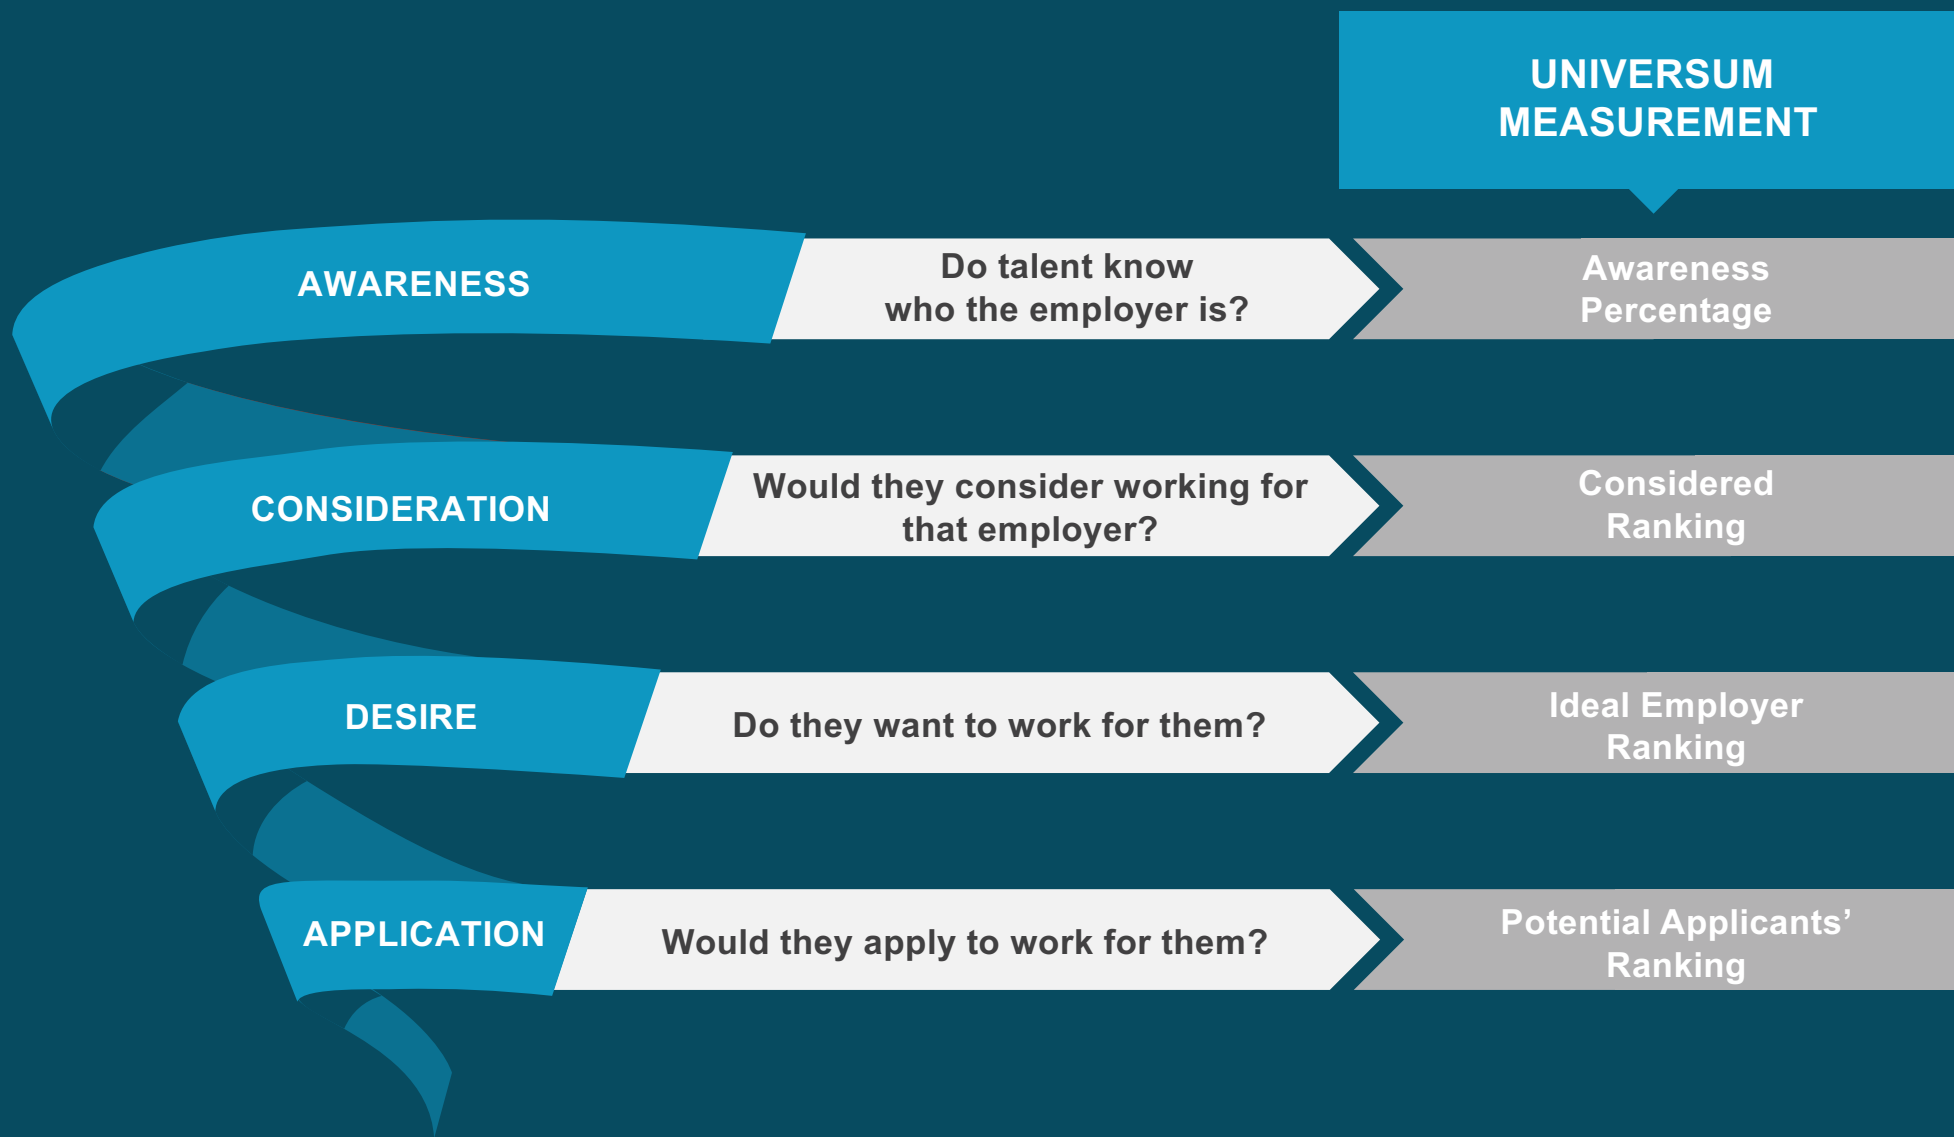 UNIVERSUM
MEASUREMENT
AWARENESS
Do talent know
who the employer is?
Awareness
Percentage
CONSIDERATION
Would they consider working for
that employer?
Considered
Ranking
DESIRE
Do they want to work for them?
Ideal Employer
Ranking
APPLICATION
Would they apply to work for them?
Potential Applicants’
Ranking